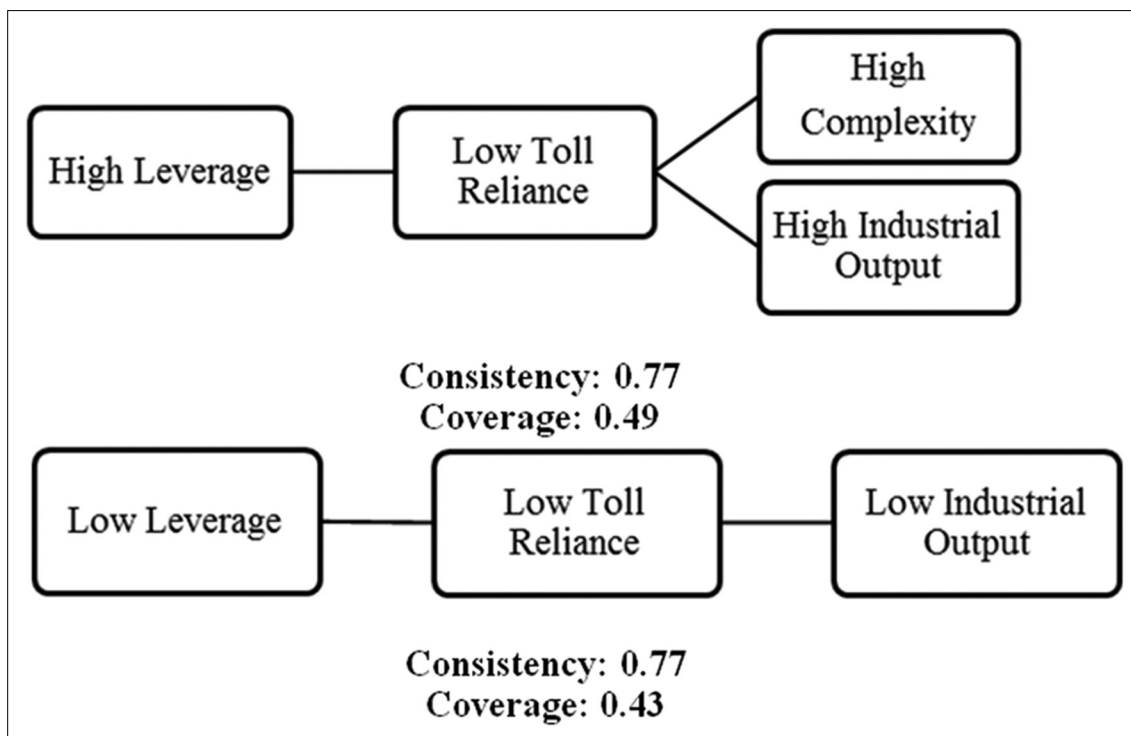 High Leverage
Low Toll
Reliance
High
Complexity
High Industrial
Output
Consistency: 0.77
Coverage: 0.49
Low Leverage
Low Toll
Reliance
Low Industrial
Output
Consistency: 0.77
Coverage: 0.43